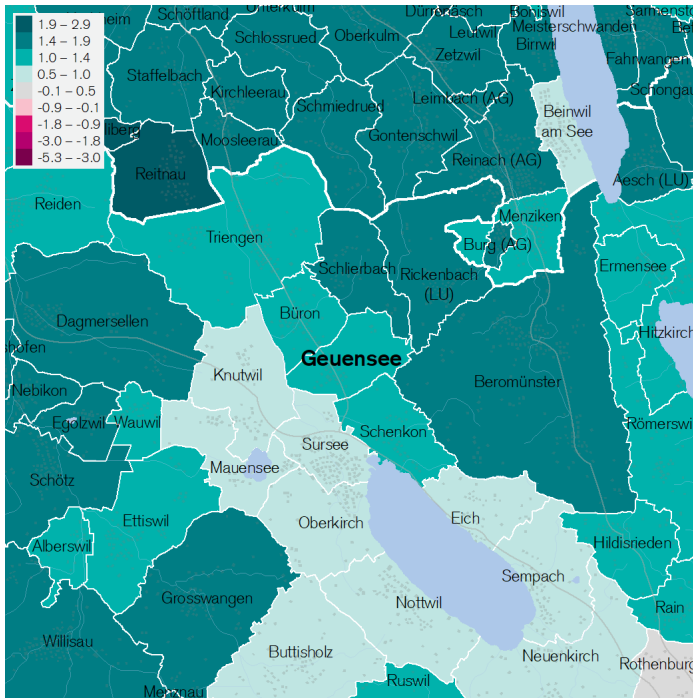 1.9 – 2.9
1.4 – 1.9
1.0 – 1.4
0.5 – 1.0
-0.1 – 0.5
-0.9 – -0.1
-1.8 – -0.9
-3.0 – -1.8
-5.3 – -3.0
Schöftland
Unterkulm
Dürrenäsch
Boniswil
Schlossrued
Oberkulm
Leutwil
Meisterschwanden
Birrwil
Zetzwil
Fahrwangen
Staffelbach
Kirchleerau
Schmiedrued
Leimbach (AG)
Schongau
Beinwil
am See
Moosleerau
Gontenschwil
Reinach (AG)
Reitnau
Aesch (LU)
Reiden
Menziken
Triengen
Burg (AG)
Schlierbach
Rickenbach
(LU)
Ermensee
Büron
Dagmersellen
Hitzkirch
Geuensee
Knutwil
Nebikon
Beromünster
Egolzwil
Wauwil
Schenkon
Römerswil
Sursee
Mauensee
Schötz
Ettiswil
Oberkirch
Eich
Alberswil
Hildisrieden
Sempach
Grosswangen
Nottwil
Rain
Willisau
Buttisholz
Neuenkirch
Rothenburg
Ruswil
Menznau